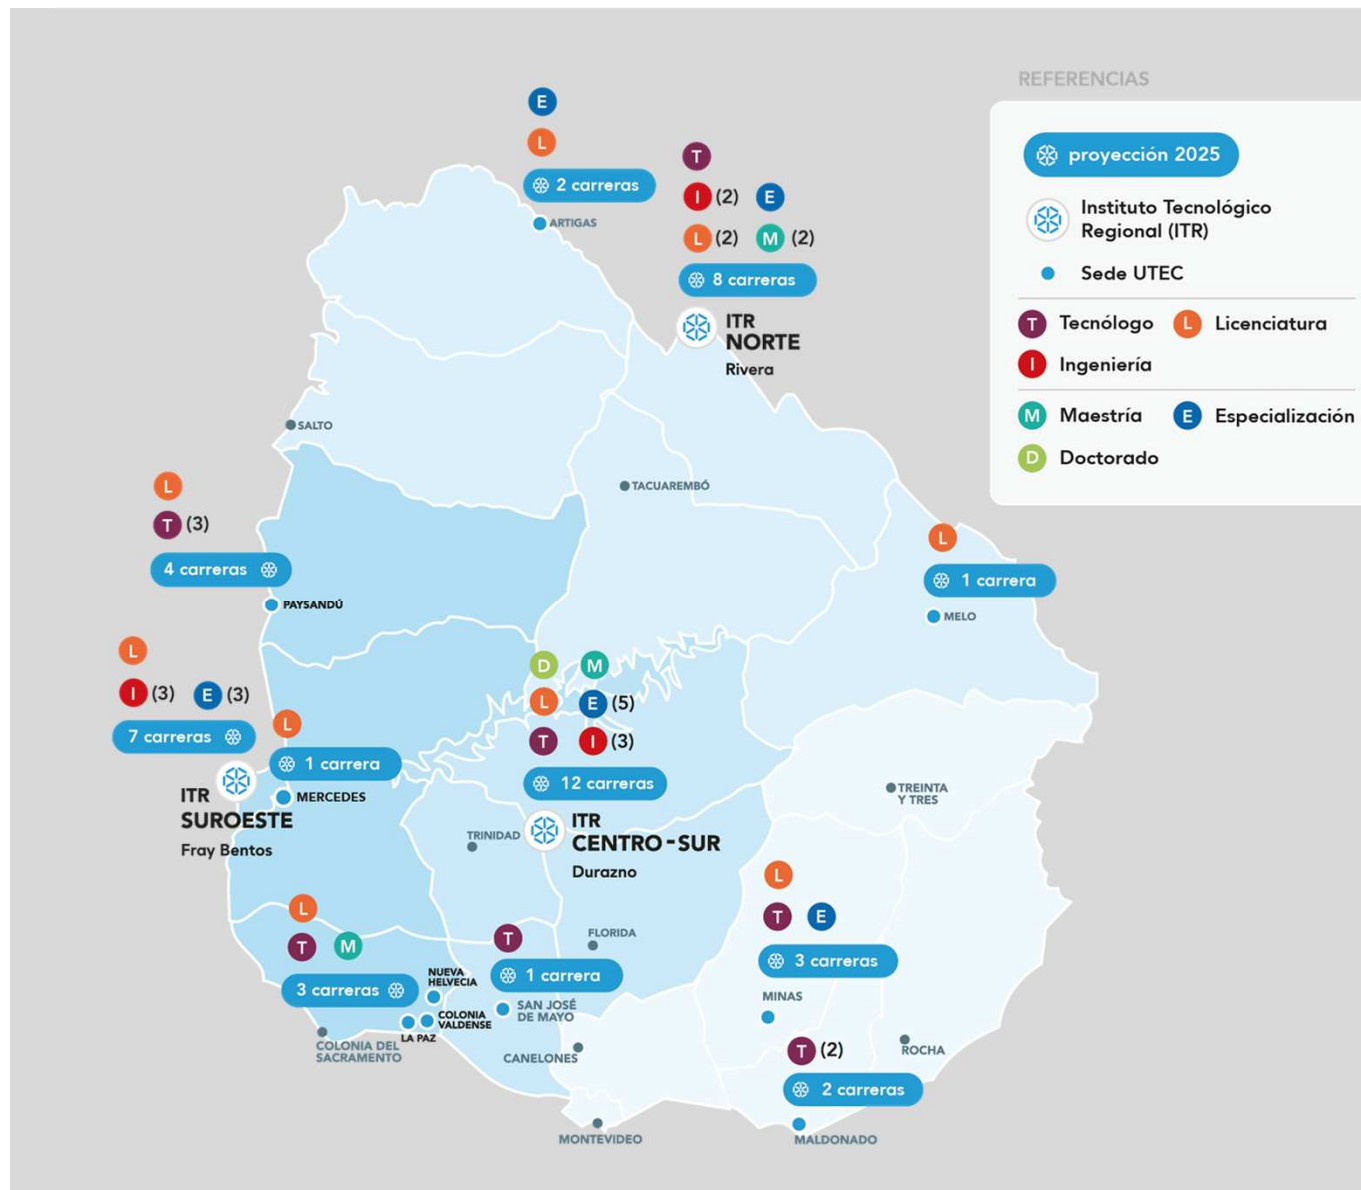 REFERENCIAS
proyección 2025
Instituto Tecnológico
Regional (ITR)
Sede UTEC
T Tecnólogo L Licenciatura
I Ingeniería
M Maestría E Especialización
D Doctorado
E
L
2 carreras
ARTIGAS
T
I (2) E
L (2) M (2)
8 carreras
ITR
NORTE
Rivera
SALTO
TACUAREMBÓ
L
T (3)
4 carreras
PAYSANDÚ
L
1 carrera
MELO
L
I (3) E (3)
7 carreras
ITR
SUROESTE
Fray Bentos
L
1 carrera
MERCEDES
D M
L E (5)
T I (3)
12 carreras
ITR
CENTRO-SUR
Durazno
TRINIDAD
TREINTA
Y TRES
FLORIDA
L
T M
3 carreras
NUEVA
HELVECIA
COLONIA
VALDENSE
LA PAZ
COLONIA DEL
SACRAMENTO
T
1 carrera
SAN JOSÉ
DE MAYO
CANELONES
L
T E
3 carreras
MINAS
T (2)
2 carreras
MALDONADO
ROCHA
MONTEVIDEO